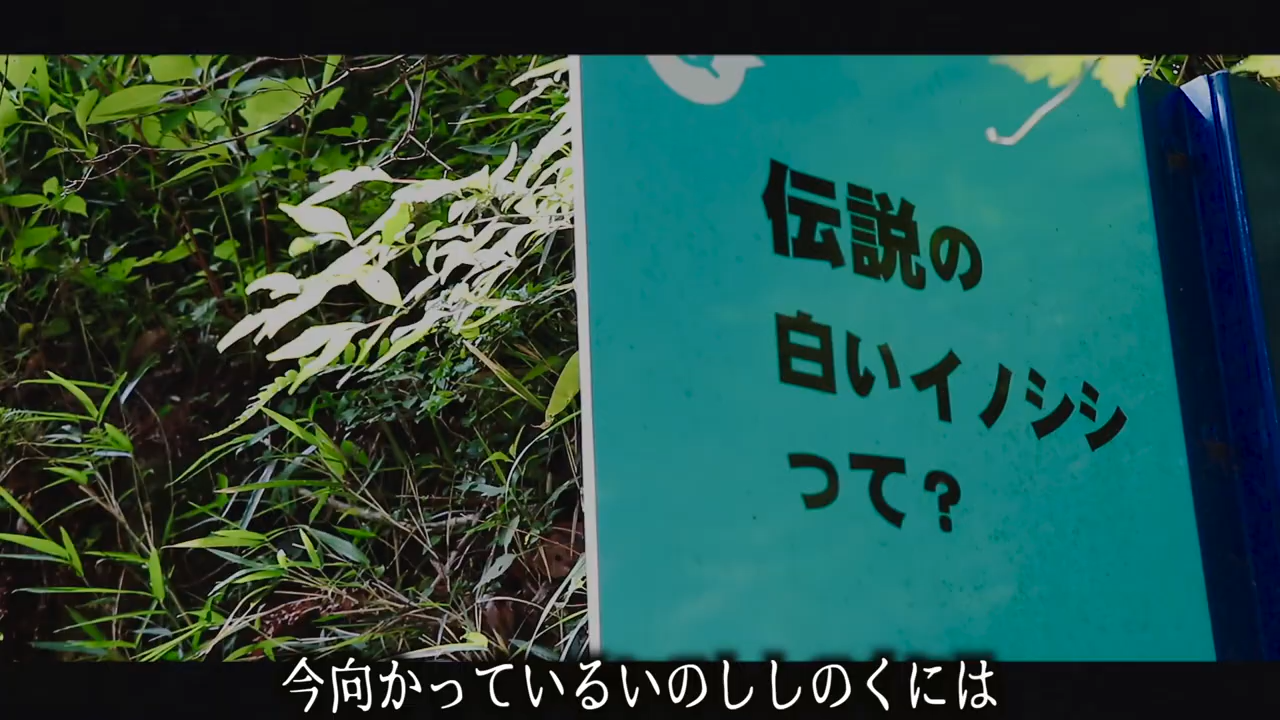 伝説の
白いイノシシ
って?
今向かっているいのししのくには